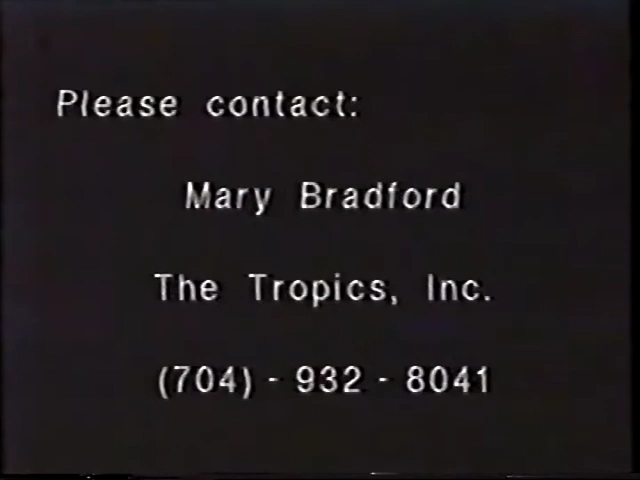 Please contact:
Mary Bradford
The Tropics, Inc.
(704) - 932 - 8041